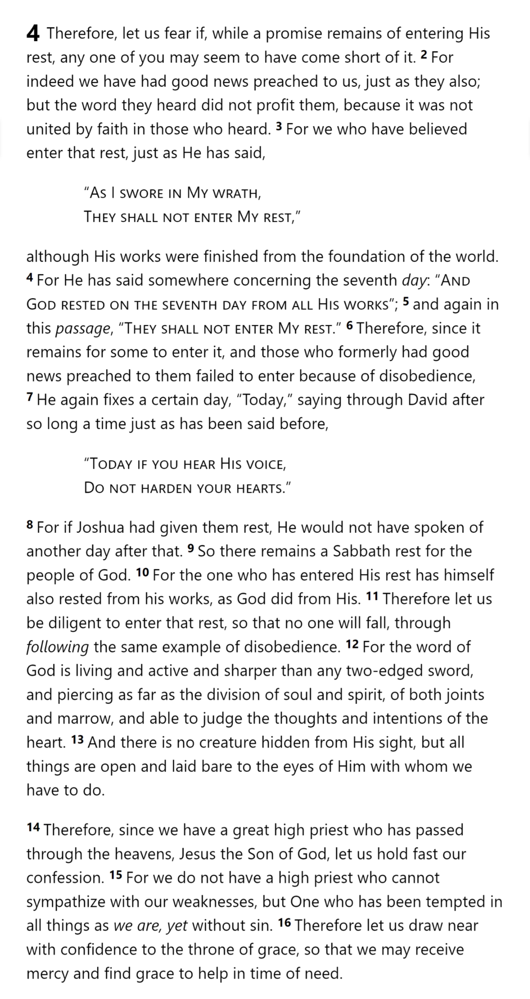 4 Therefore, let us fear if, while a promise remains of entering His
rest, any one of you may seem to have come short of it. 2 For
indeed we have had good news preached to us, just as they also;
but the word they heard did not profit them, because it was not
united by faith in those who heard. 3 For we who have believed
enter that rest, just as He has said,
“As I swore in My wrath,
They shall not enter My rest,”
although His works were finished from the foundation of the world.
4 For He has said somewhere concerning the seventh day: “And
God rested on the seventh day from all His works”; 5 and again in
this passage, “They shall not enter My rest.” 6 Therefore, since it
remains for some to enter it, and those who formerly had good
news preached to them failed to enter because of disobedience,
7 He again fixes a certain day, “Today,” saying through David after
so long a time just as has been said before,
“Today if you hear His voice,
Do not harden your hearts.”
8 For if Joshua had given them rest, He would not have spoken of
another day after that. 9 So there remains a Sabbath rest for the
people of God. 10 For the one who has entered His rest has himself
also rested from his works, as God did from His. 11 Therefore let us
be diligent to enter that rest, so that no one will fall, through
following the same example of disobedience. 12 For the word of
God is living and active and sharper than any two-edged sword,
and piercing as far as the division of soul and spirit, of both joints
and marrow, and able to judge the thoughts and intentions of the
heart. 13 And there is no creature hidden from His sight, but all
things are open and laid bare to the eyes of Him with whom we
have to do.
14 Therefore, since we have a great high priest who has passed
through the heavens, Jesus the Son of God, let us hold fast our
confession. 15 For we do not have a high priest who cannot
sympathize with our weaknesses, but One who has been tempted in
all things as we are, yet without sin. 16 Therefore let us draw near
with confidence to the throne of grace, so that we may receive
mercy and find grace to help in time of need.